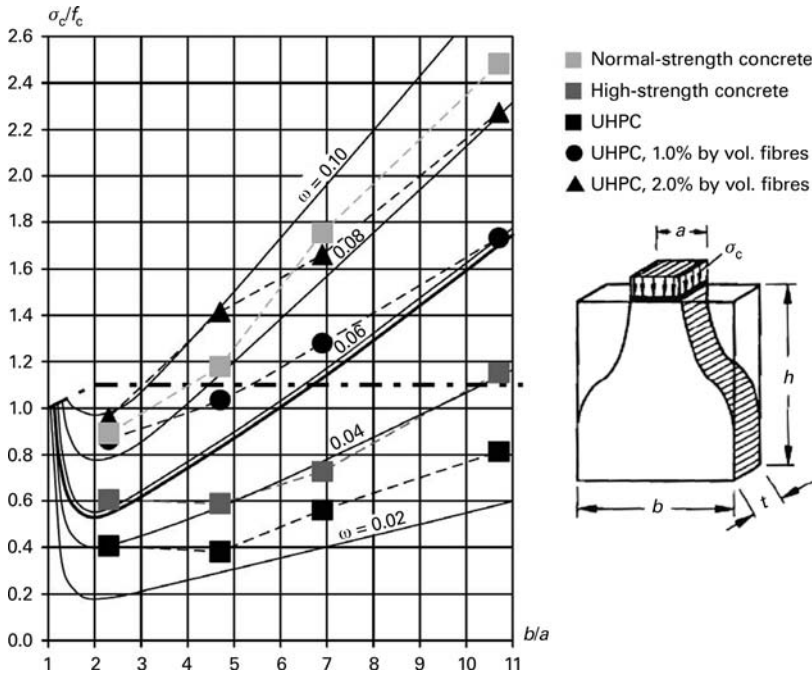 σc/fc
2.6
2.4
2.2
2.0
1.8
1.6
1.4
1.2
1.0
0.8
0.6
0.4
0.2
0.0
1 2 3 4 5 6 7 8 9 10 11
b/a
ω = 0.10
0.08
0.06
0.04
ω = 0.02
Normal-strength concrete
High-strength concrete
UHPC
UHPC, 1.0% by vol. fibres
UHPC, 2.0% by vol. fibres
a
σc
h
b
t